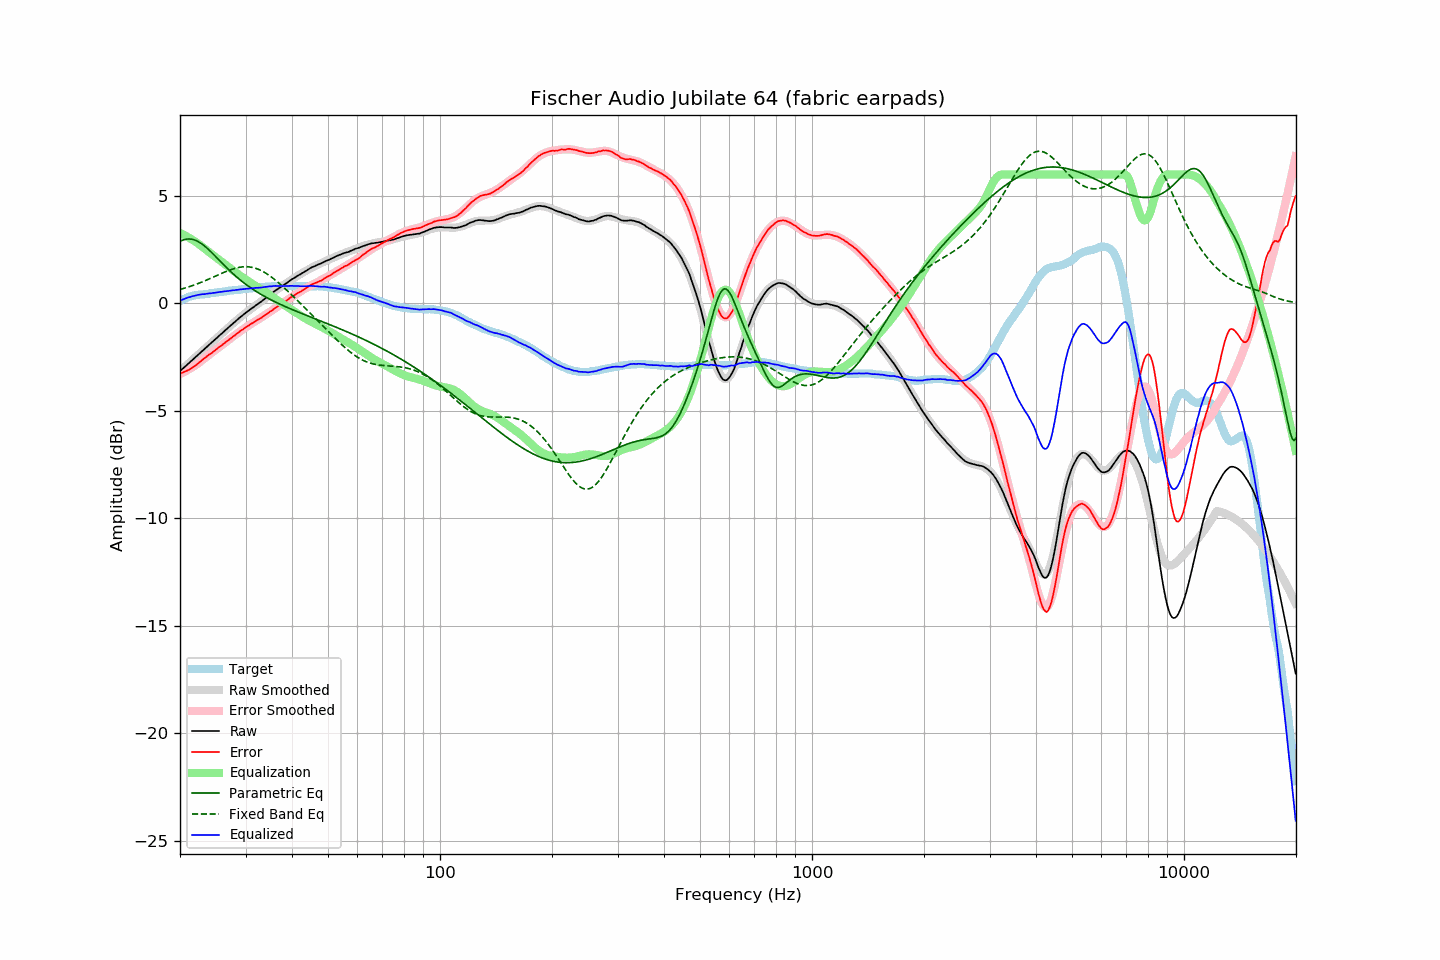 Fischer Audio Jubilate 64 (fabric earpads)
Amplitude (dBr)
5
0
−5
−10
−15
−20
−25
Target
Raw Smoothed
Error Smoothed
Raw
Error
Equalization
Parametric Eq
Fixed Band Eq
Equalized
100
1000
10000
Frequency (Hz)